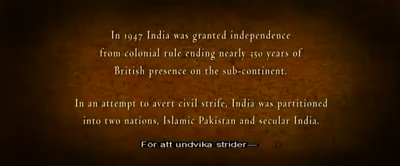 In 1947 India was granted independence
from colonial rule ending nearly 350 years of
British presence on the sub-continent.
In an attempt to avert civil strife, India was partitioned
into two nations, Islamic Pakistan and secular India.
För att undvika strider—